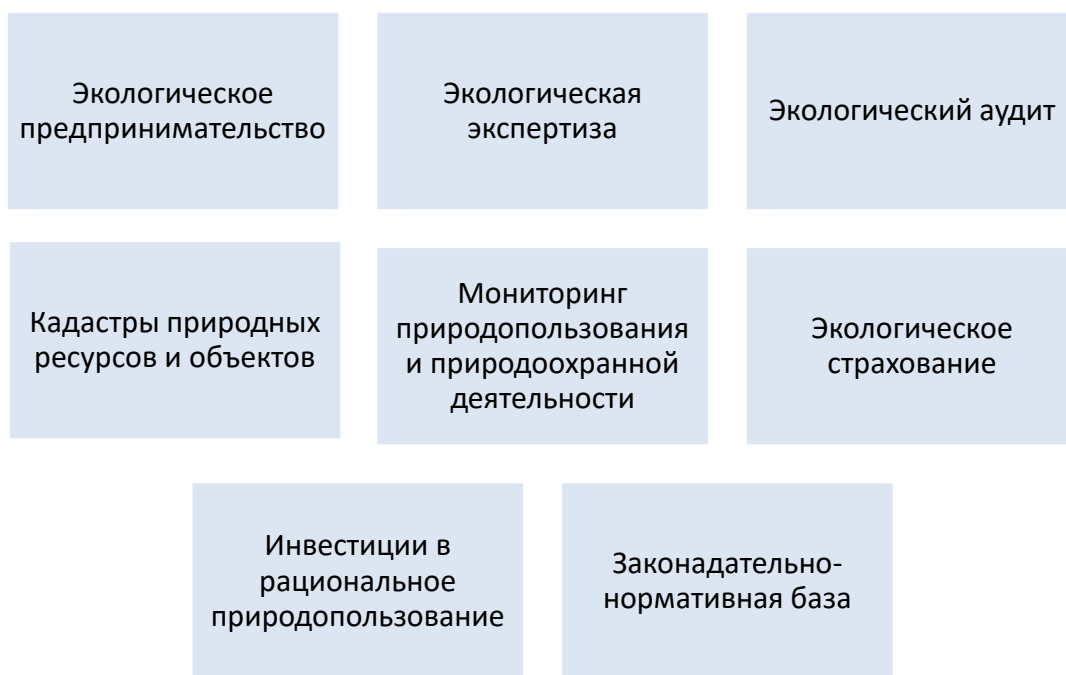 Экологическое
предпринимательство
Экологическая
экспертиза
Экологический аудит
Кадастры природных
ресурсов и объектов
Мониторинг
природопользования
и природоохранной
деятельности
Экологическое
страхование
Инвестиции в
рациональное
природопользование
Законадательно-
нормативная база